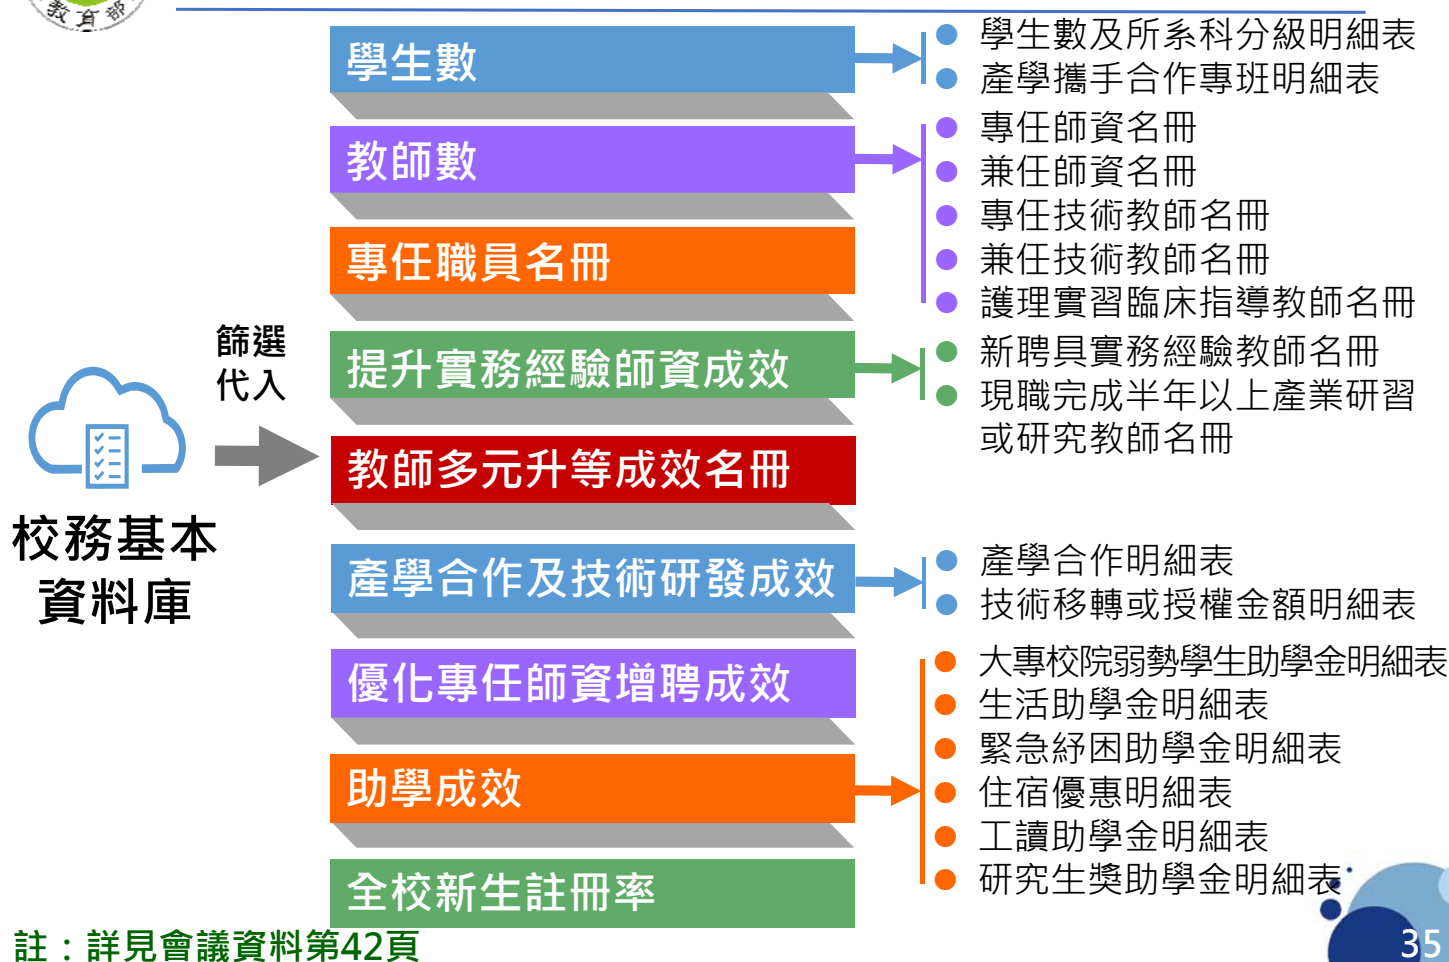 教育部
學生數
學生數及所系科分級明細表
產學攜手合作專班明細表
教師數
專任師資名冊
兼任師資名冊
專任技術教師名冊
兼任技術教師名冊
護理實習臨床指導教師名冊
專任職員名冊
篩選
代入
提升實務經驗師資成效
新聘具實務經驗教師名冊
現職完成半年以上產業研習
或研究教師名冊
教師多元升等成效名冊
校務基本
資料庫
產學合作及技術研發成效
產學合作明細表
技術移轉或授權金額明細表
優化專任師資增聘成效
助學成效
大專校院弱勢學生助學金明細表
生活助學金明細表
緊急紓困助學金明細表
住宿優惠明細表
工讀助學金明細表
研究生獎助學金明細表
全校新生註冊率
註：詳見會議資料第42頁
35